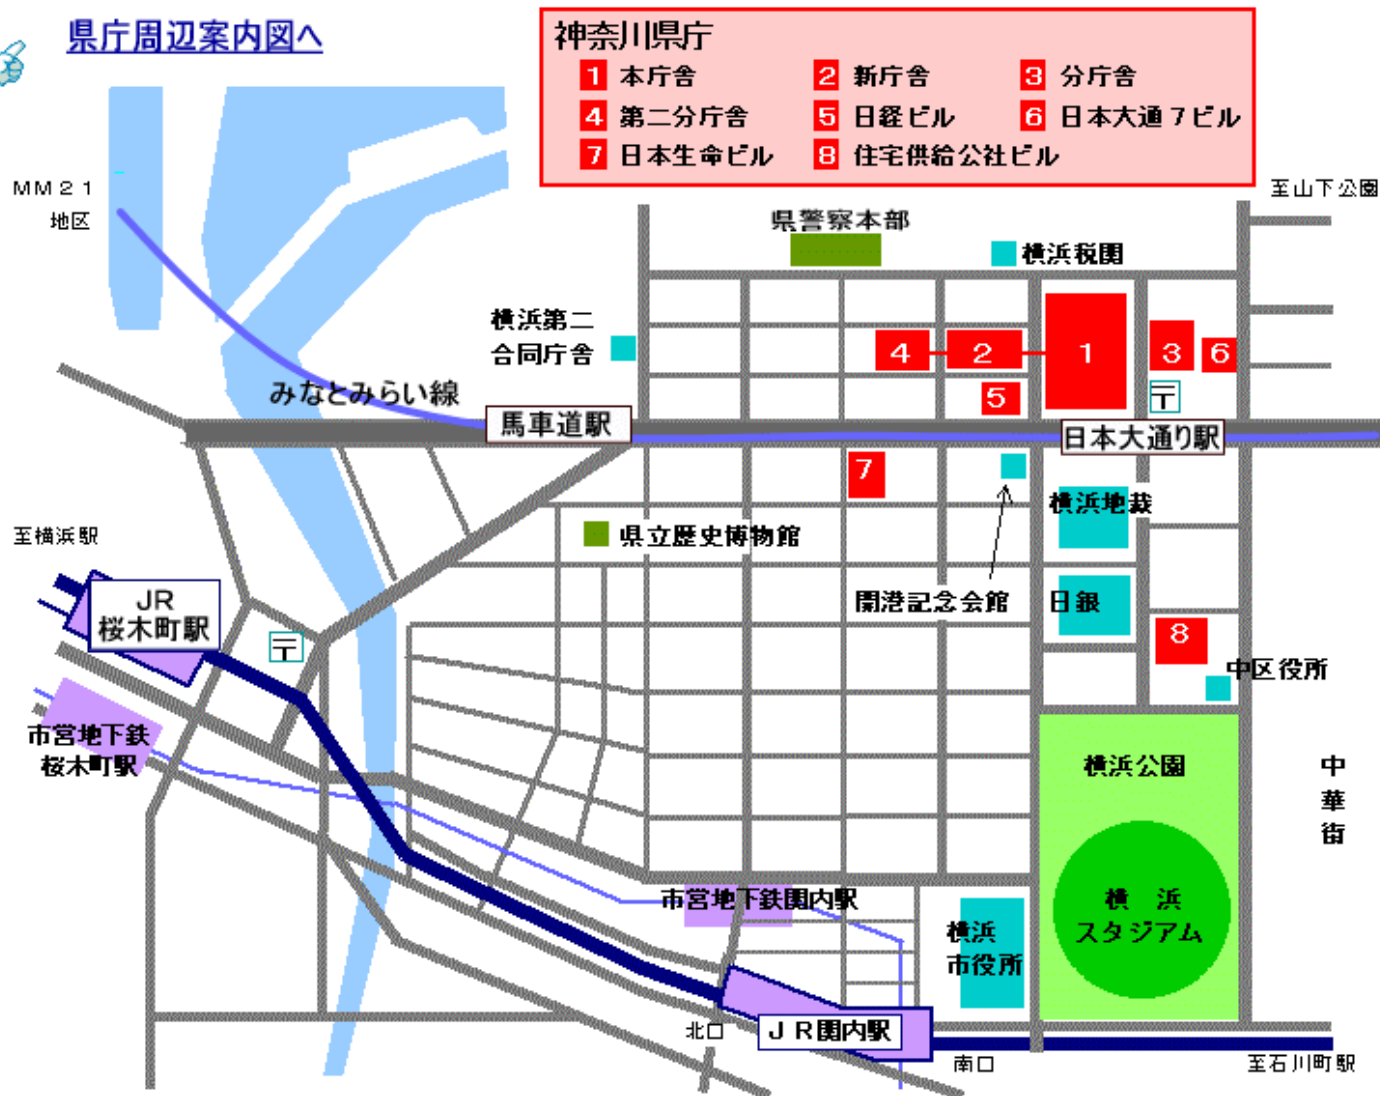 県庁周辺案内図へ
神奈川県庁
1 本庁舎 2 新庁舎 3 分庁舎
4 第二分庁舎 5 日経ビル 6 日本大通7ビル
7 日本生命ビル 8 住宅供給公社ビル
MM21
地区
至山下公園
県警察本部
横浜税関
横浜第二
合同庁舎
4 2 1 3 6
5
〒
みなとみらい線
馬車道駅
日本大通り駅
7
横浜地裁
県立歴史博物館
至横浜駅
開港記念会館
日銀
JR
桜木町駅
〒
8
中区役所
市営地下鉄
桜木町駅
横浜公園
中
華
街
市営地下鉄関内駅
横浜
市役所
横 浜
スタジアム
北口
JR関内駅
南口
至石川町駅